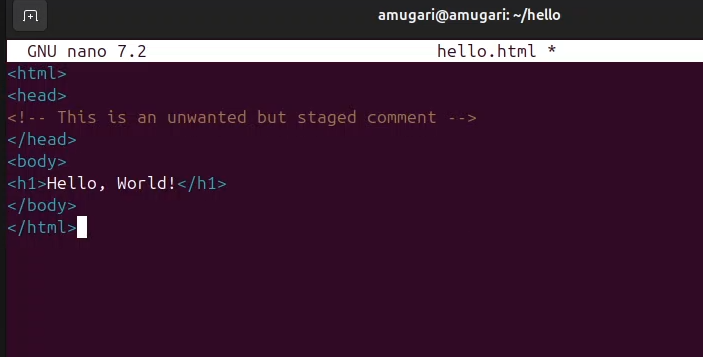 amugari@amugari: ~/hello
GNU nano 7.2 hello.html *
<html>
<head>
<!-- This is an unwanted but staged comment -->
</head>
<body>
<h1>Hello, World!</h1>
</body>
</html>